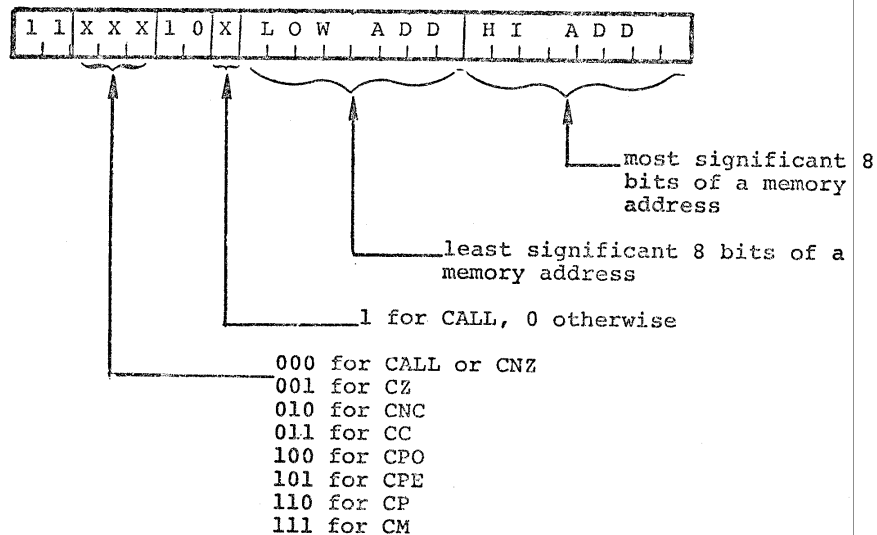 1 1 X X X 1 0 X L O W A D D H I A D D
most significant 8
bits of a memory
address
least significant 8 bits of a
memory address
1 for CALL, 0 otherwise
000 for CALL or CNZ
001 for CZ
010 for CNC
011 for CC
100 for CPO
101 for CPE
110 for CP
111 for CM